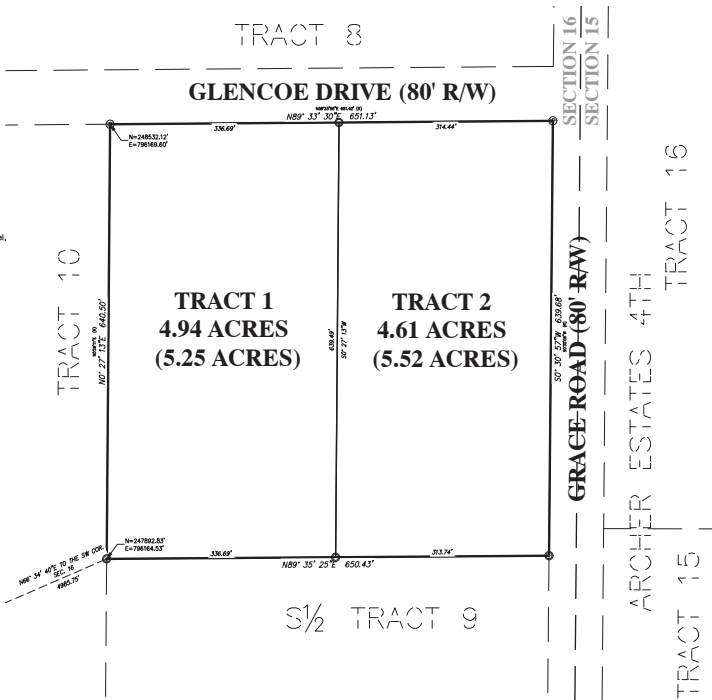 TRACT 8
SECTION 16
SECTION 15
GLENCOE DRIVE (80' R/W)
N89° 33' 30"E 651.13'
336.69'
314.44'
N=248532.12'
E=796169.60'
TRACT 16
TRACT 10
N0° 27' 13"E 640.50'
TRACT 1
4.94 ACRES
(5.25 ACRES)
639.49'
S0° 27' 13"W
TRACT 2
4.61 ACRES
(5.52 ACRES)
S0° 30' 57"W 639.68'
GRACE ROAD (80' R/W)
ARCHER ESTATES 4TH
N=247892.83'
E=796164.53'
336.69'
313.74'
N89° 35' 25"E 650.43'
N66° 34' 40"E TO THE SW COR.
SEC. 16
4965.75'
S½ TRACT 9
TRACT 15